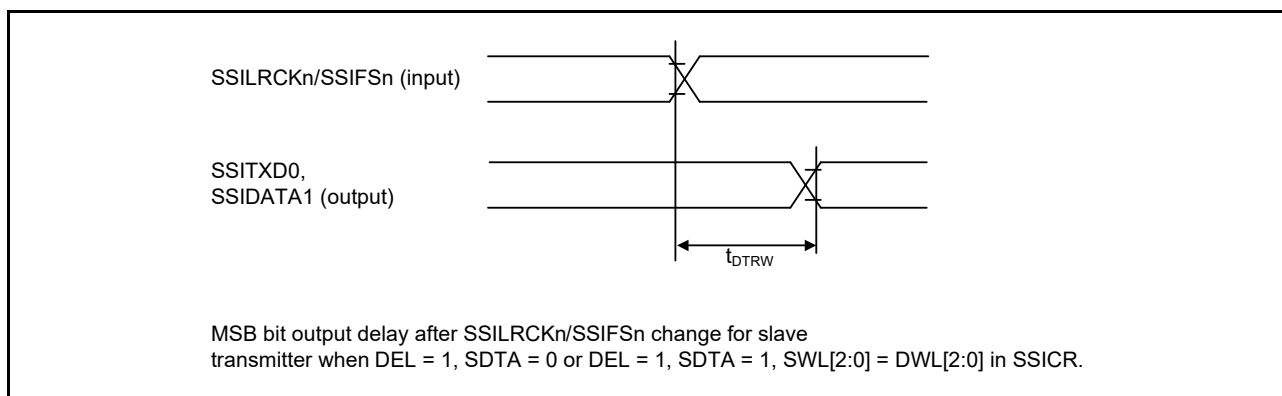 SSILRCKn/SSIFSn (input)
SSITXD0,
SSIDATA1 (output)
tDTRW
MSB bit output delay after SSILRCKn/SSIFSn change for slave
transmitter when DEL = 1, SDTA = 0 or DEL = 1, SDTA = 1, SWL[2:0] = DWL[2:0] in SSICR.